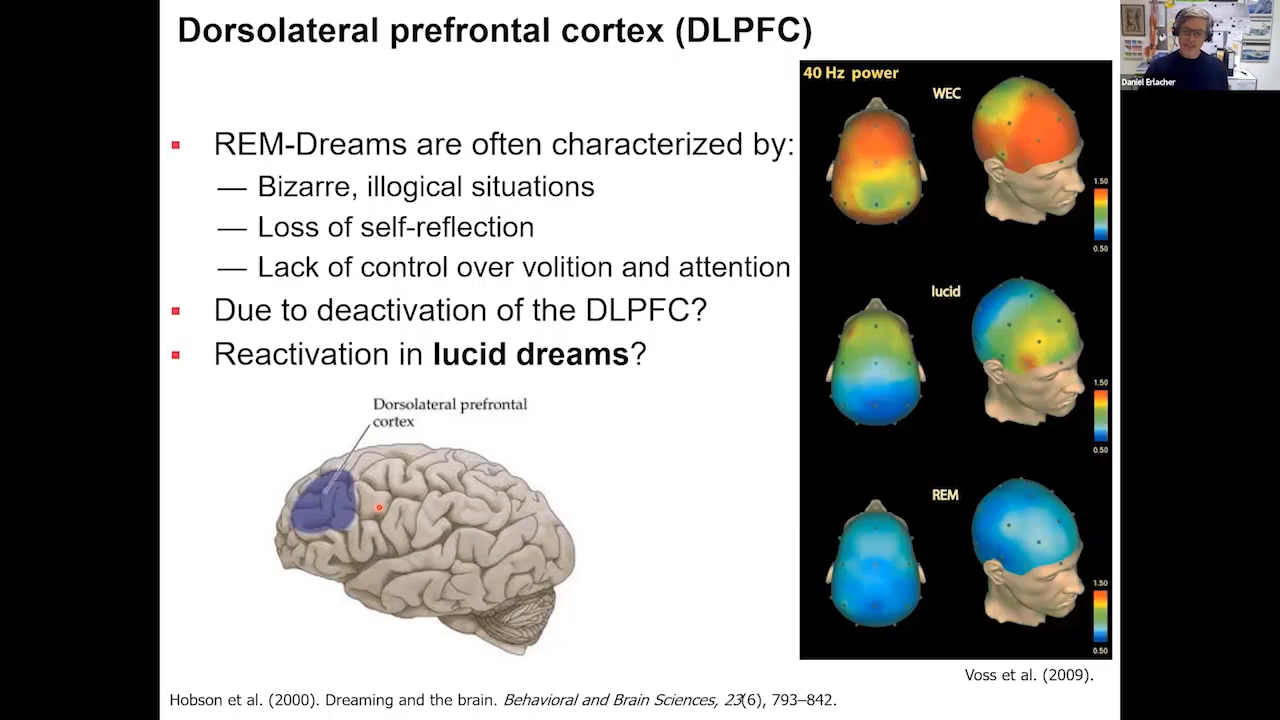 Dorsolateral prefrontal cortex (DLPFC)
REM-Dreams are often characterized by:
— Bizarre, illogical situations
— Loss of self-reflection
— Lack of control over volition and attention
Due to deactivation of the DLPFC?
Reactivation in lucid dreams?
Dorsolateral prefrontal
cortex
40 Hz power
WEC
1.50
0.50
lucid
1.50
0.50
REM
1.50
0.50
Voss et al. (2009).
Hobson et al. (2000). Dreaming and the brain. Behavioral and Brain Sciences, 23(6), 793–842.
Daniel Erlacher